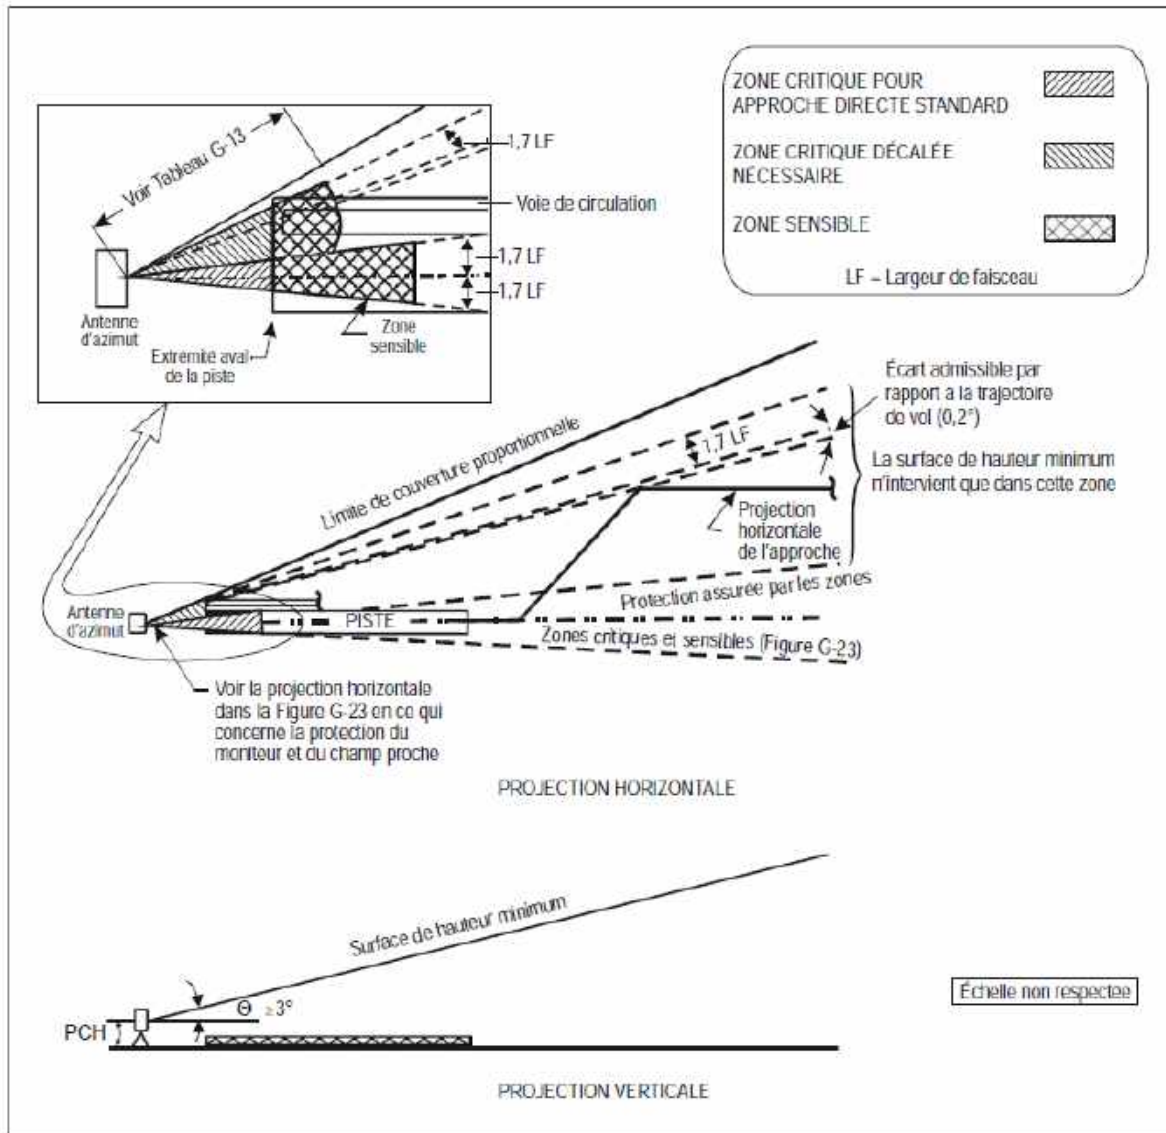 ZONE CRITIQUE POUR
APPROCHE DIRECTE STANDARD
ZONE CRITIQUE DÉCALÉE
NÉCESSAIRE
ZONE SENSIBLE
LF – Largeur de faisceau
Voir Tableau G-13
1,7 LF
Voie de circulation
1,7 LF
1,7 LF
Antenne
d'azimut
Zone
sensible
Extrémité aval
de la piste
Écart admissible par
rapport à la trajectoire
de vol (0,2°)
La surface de hauteur minimum
n'intervient que dans cette zone
Limite de couverture proportionnelle
1,7 LF
Projection
horizontale
de l'approche
Protection assurée par les zones
Antenne
d'azimut
PISTE
Zones critiques et sensibles (Figure G-23)
Voir la projection horizontale
dans la Figure G-23 en ce qui
concerne la protection du
moniteur et du champ proche
PROJECTION HORIZONTALE
Surface de hauteur minimum
Θ ≥3°
PCH
Échelle non respectée
PROJECTION VERTICALE